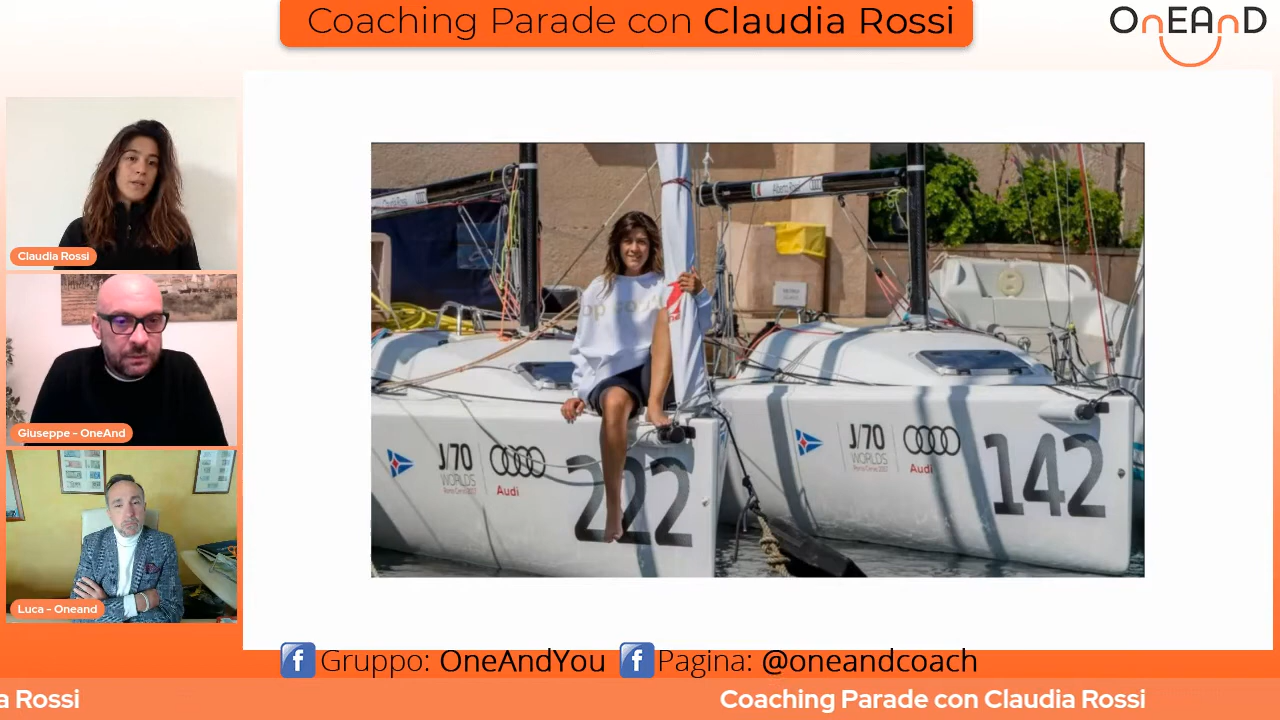 Coaching Parade con Claudia Rossi
OnEAnD
Claudia Rossi
Giuseppe - OneAnd
Luca - Oneand
J/70
WORLDS
Audi
222
J/70
WORLDS
Audi
142
Gruppo: OneAndYou
Pagina: @oneandcoach
a Rossi
Coaching Parade con Claudia Rossi